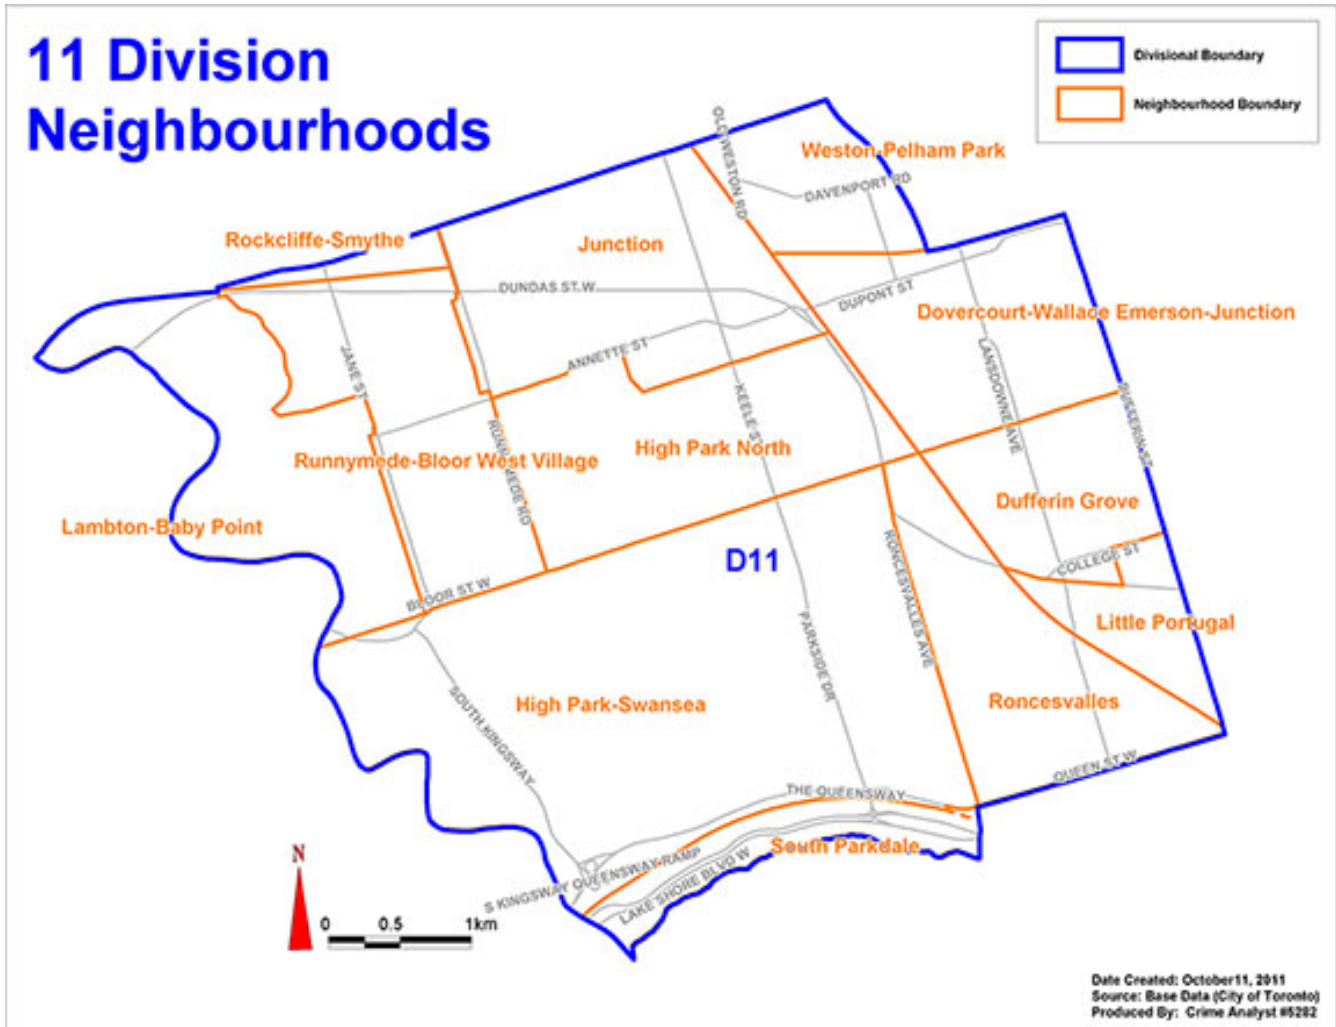 11 Division
Neighbourhoods
Divisional Boundary
Neighbourhood Boundary
OLD WESTON RD
Weston-Pelham Park
DAVENPORT RD
Rockcliffe-Smythe
Junction
DUNDAS ST W
DUPONT ST
Dovercourt-Wallace Emerson-Junction
JANE ST
ANNETTE ST
LANSDOWNE AVE
KEELE ST
DUFFERIN ST
RUNNYMEDE RD
High Park North
Runnymede-Bloor West Village
Dufferin Grove
Lambton-Baby Point
D11
RONCESVALLES AVE
COLLEGE ST
BLOOR ST W
Little Portugal
PARKSIDE DR
High Park-Swansea
SOUTH KINGSWAY
Roncesvalles
QUEEN ST W
THE QUEENSWAY
South Parkdale
S KINGSWAY QUEENSWAY RAMP
LAKE SHORE BLVD W
N
0 0.5 1km
Date Created: October11, 2011
Source: Base Data (City of Toronto)
Produced By: Crime Analyst #5282